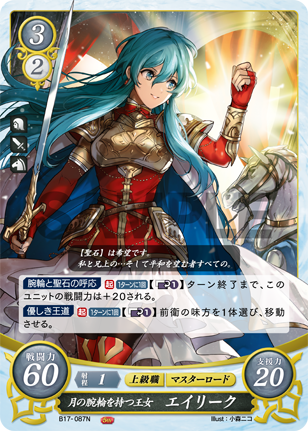 3
2
【聖石】は希望です。
私と兄上の…そして平和を望む者すべての。
腕輪と聖石の呼応 起 1ターンに1回 【1】ターン終了まで、この
ユニットの戦闘力は+20される。
優しき王道 起 1ターンに1回 【1】前衛の味方を1体選び、移動
させる。
戦闘力 60
射程 1
上級職 マスターロード
支援力 20
月の腕輪を持つ王女 エイリーク
B17-087N
Illust：小森ニコ